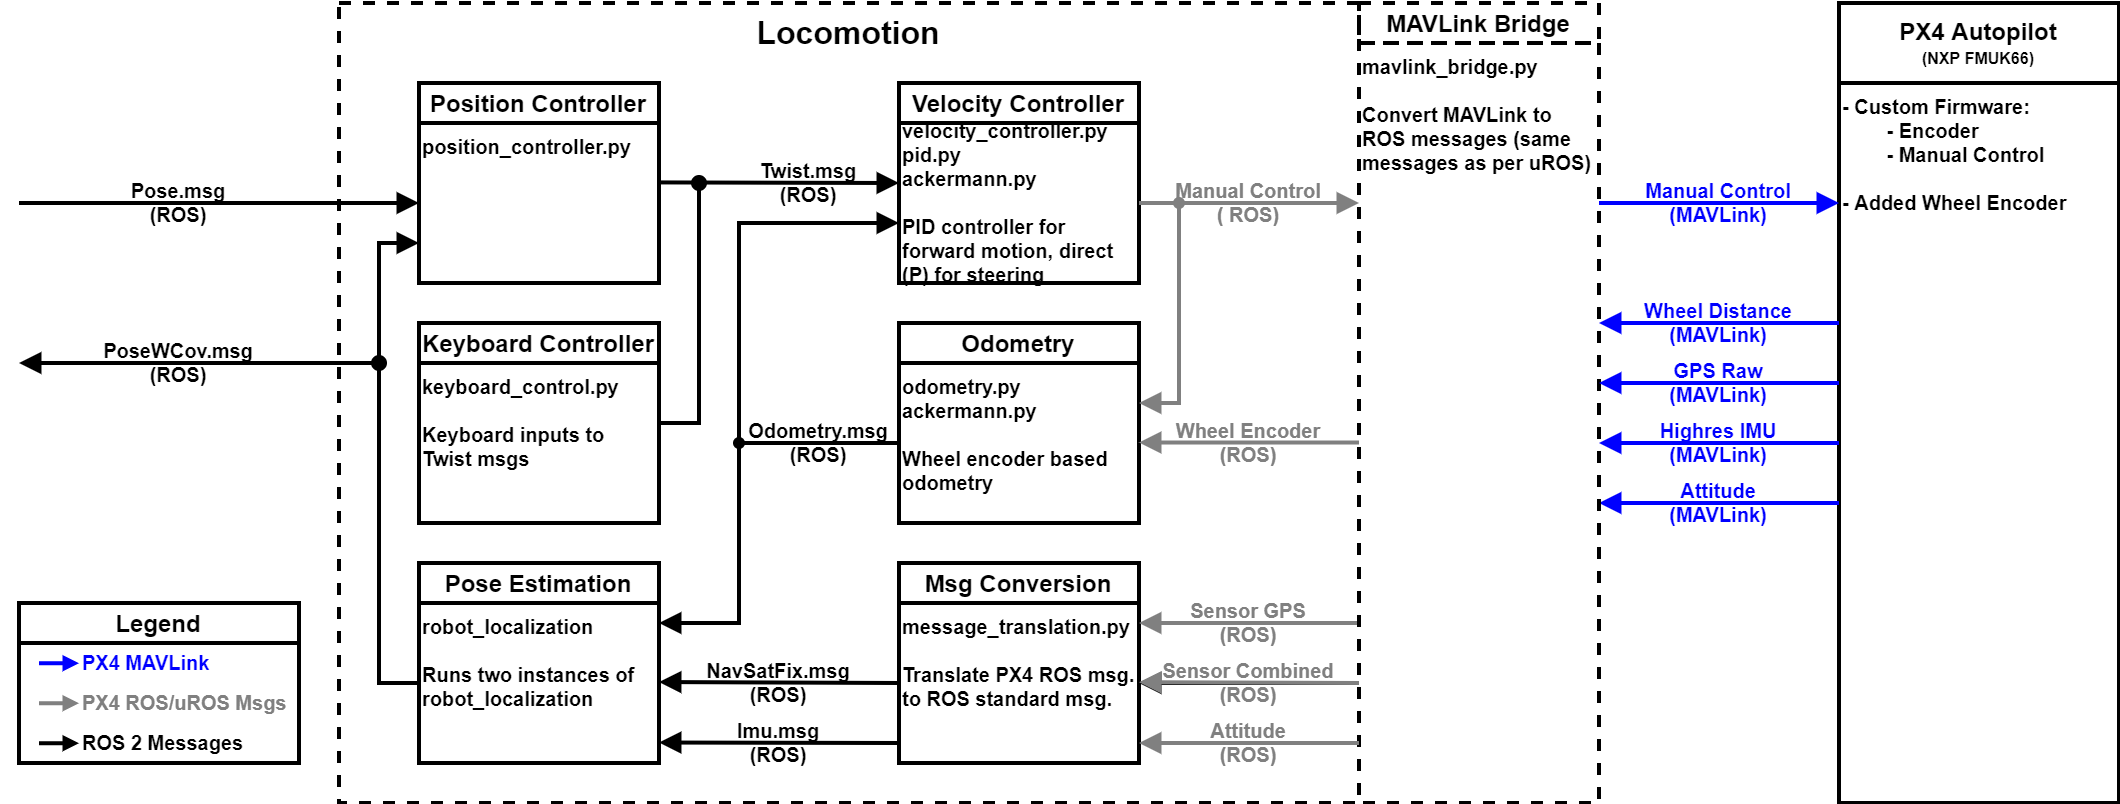 Locomotion
MAVLink Bridge
mavlink_bridge.py
Convert MAVLink to
ROS messages (same
messages as per uROS)
PX4 Autopilot
(NXP FMUK66)
- Custom Firmware:
- Encoder
- Manual Control
- Added Wheel Encoder
Position Controller
position_controller.py
Velocity Controller
velocity_controller.py
pid.py
ackermann.py
PID controller for
forward motion, direct
(P) for steering
Pose.msg
(ROS)
Twist.msg
(ROS)
Manual Control
( ROS)
Manual Control
(MAVLink)
PoseWCov.msg
(ROS)
Keyboard Controller
keyboard_control.py
Keyboard inputs to
Twist msgs
Odometry.msg
(ROS)
Odometry
odometry.py
ackermann.py
Wheel encoder based
odometry
Wheel Encoder
(ROS)
Wheel Distance
(MAVLink)
GPS Raw
(MAVLink)
Highres IMU
(MAVLink)
Attitude
(MAVLink)
Pose Estimation
robot_localization
Runs two instances of
robot_localization
NavSatFix.msg
(ROS)
Imu.msg
(ROS)
Msg Conversion
message_translation.py
Translate PX4 ROS msg.
to ROS standard msg.
Sensor GPS
(ROS)
Sensor Combined
(ROS)
Attitude
(ROS)
Legend
PX4 MAVLink
PX4 ROS/uROS Msgs
ROS 2 Messages